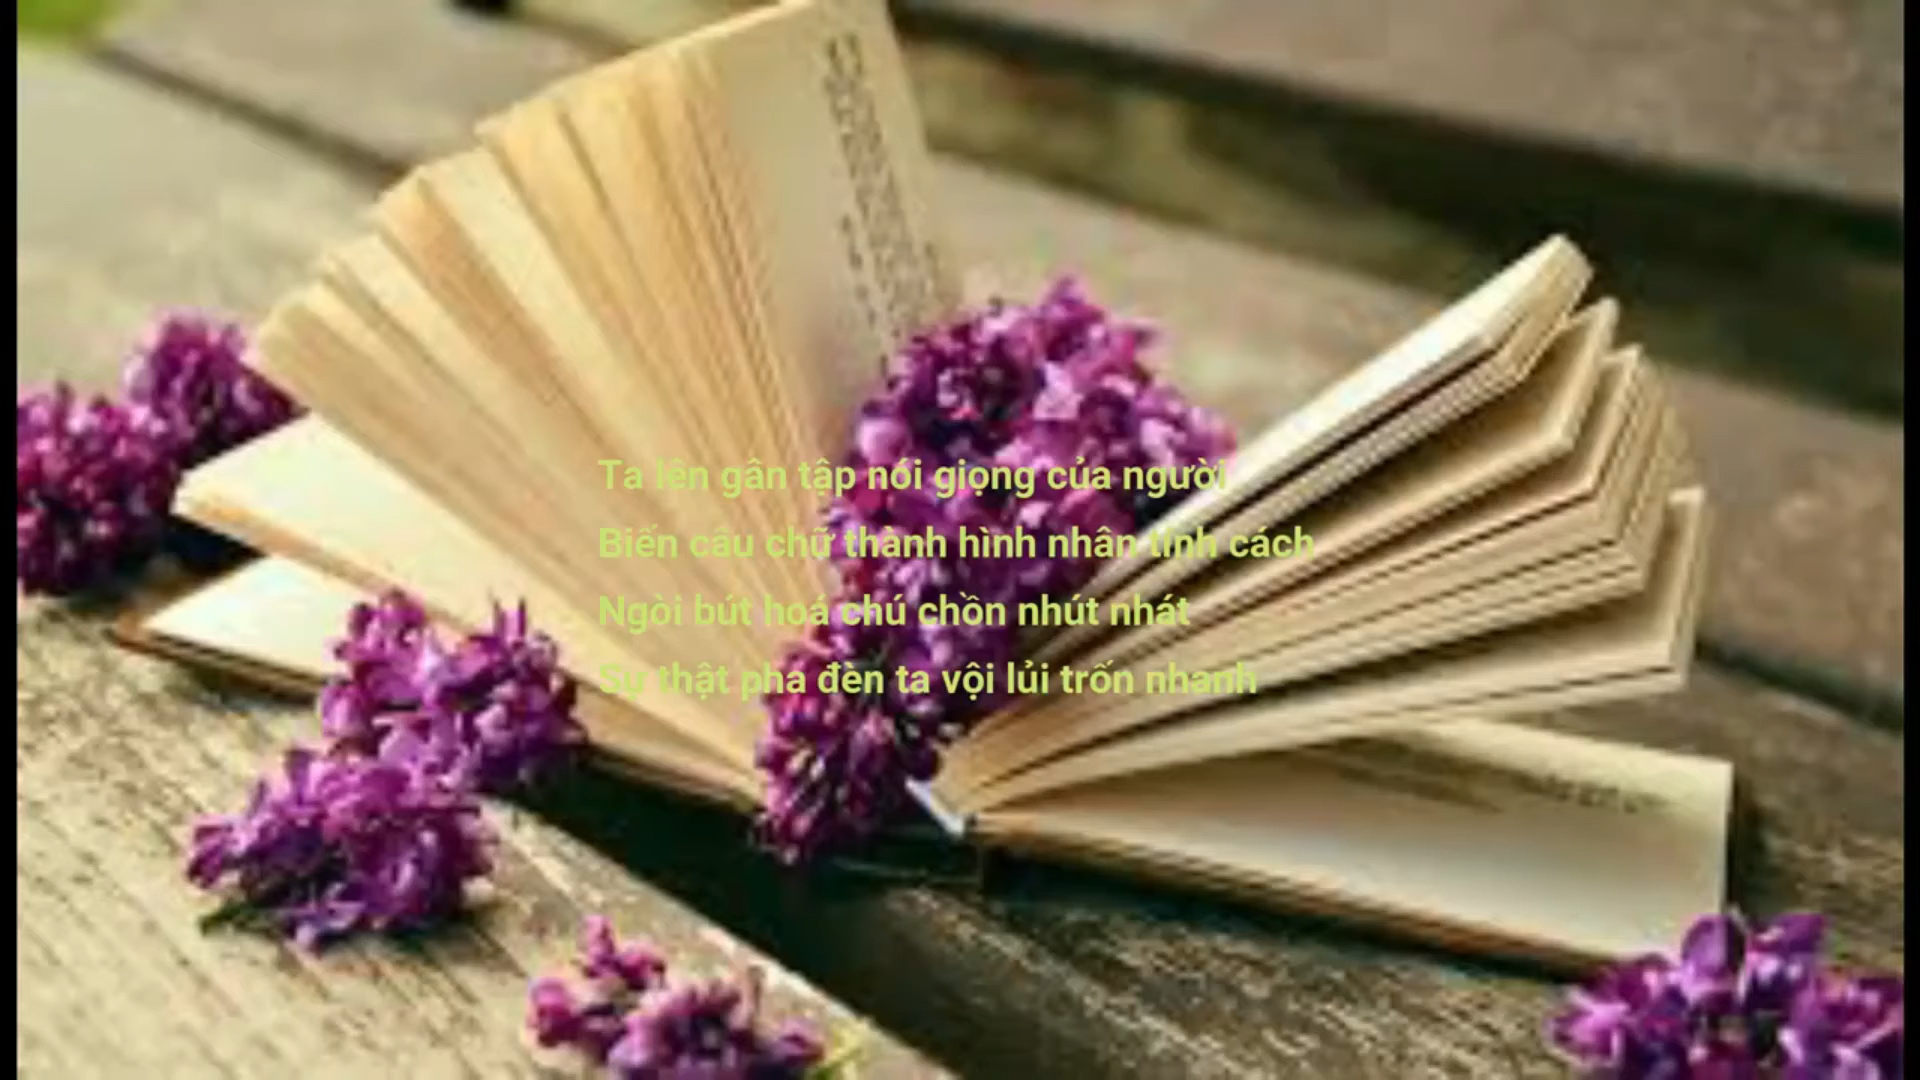 Ta lên gân tập nói giọng của người
Biến câu chữ thành hình nhân tính cách
Ngòi bút hoá chú chồn nhút nhát
Sự thật pha đèn ta vội lủi trốn nhanh